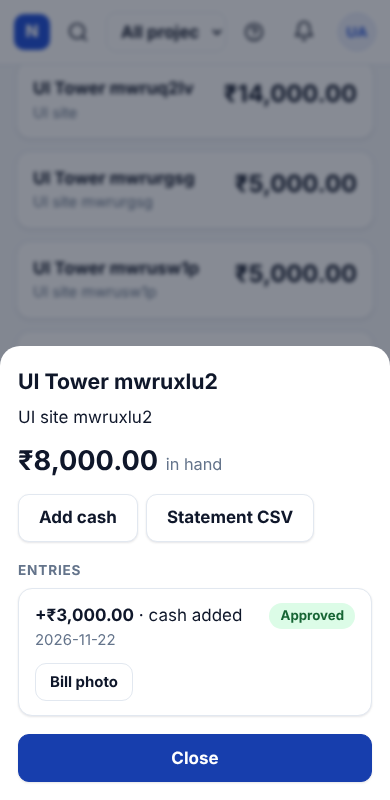 N
All projec
UA
UI Tower mwruq2lv
₹14,000.00
UI site
UI Tower mwrurgsg
₹5,000.00
UI site mwrurgsg
UI Tower mwrusw1p
₹5,000.00
UI site mwrusw1p
UI Tower mwruxlu2
UI site mwruxlu2
₹8,000.00 in hand
Add cash
Statement CSV
ENTRIES
+₹3,000.00 · cash added
Approved
2026-11-22
Bill photo
Close